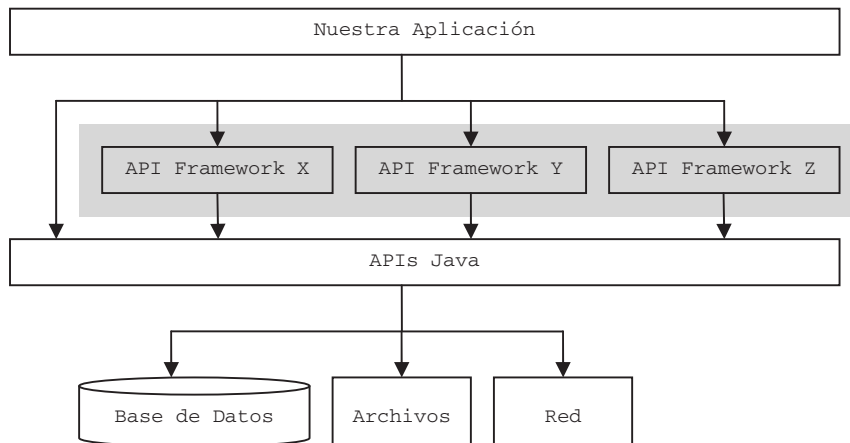 Nuestra Aplicación
API Framework X
API Framework Y
API Framework Z
APIs Java
Base de Datos
Archivos
Red